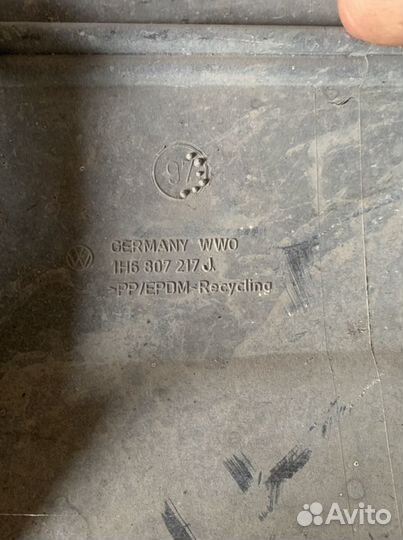 97
GERMANY WWO
1H6 807 217 J
>PP/EPDM<Recycling
Avito